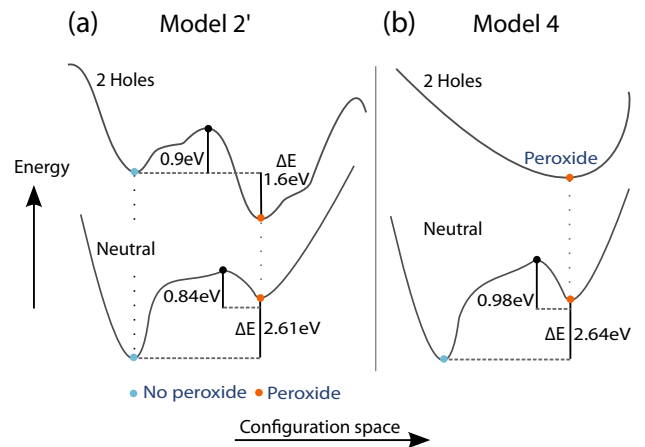 (a) Model 2'
2 Holes
0.9eV
ΔE
1.6eV
Energy
Neutral
0.84eV
ΔE 2.61eV
(b) Model 4
2 Holes
Peroxide
Neutral
0.98eV
ΔE 2.64eV
No peroxide Peroxide
Configuration space